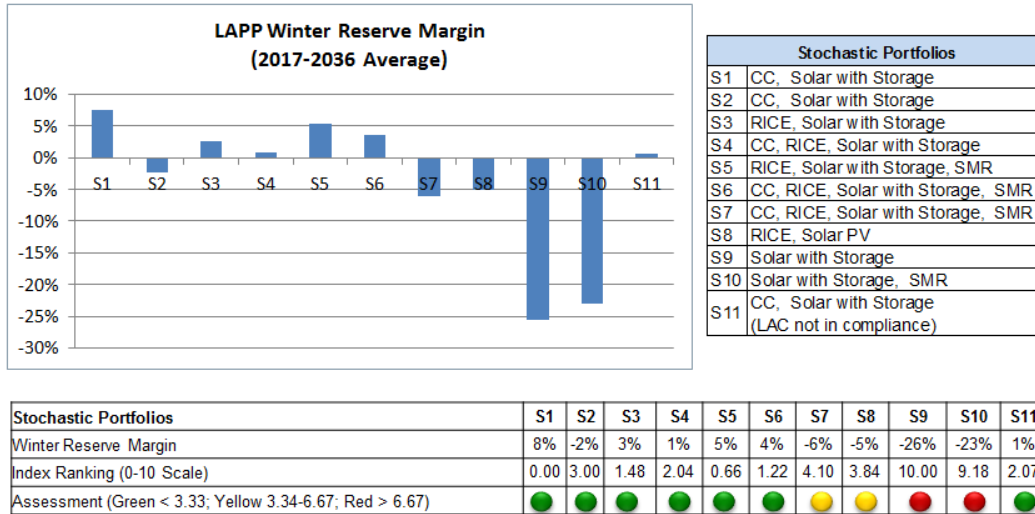 LAPP Winter Reserve Margin
(2017-2036 Average)
10%
5%
0%
-5%
-10%
-15%
-20%
-25%
-30%
S1 S2 S3 S4 S5 S6 S7 S8 S9 S10 S11
Stochastic Portfolios
S1 CC, Solar with Storage
S2 CC, Solar with Storage
S3 RICE, Solar with Storage
S4 CC, RICE, Solar with Storage
S5 RICE, Solar with Storage, SMR
S6 CC, RICE, Solar with Storage, SMR
S7 CC, RICE, Solar with Storage, SMR
S8 RICE, Solar PV
S9 Solar with Storage
S10 Solar with Storage, SMR
S11 CC, Solar with Storage
(LAC not in compliance)
Stochastic Portfolios S1 S2 S3 S4 S5 S6 S7 S8 S9 S10 S11
Winter Reserve Margin 8% -2% 3% 1% 5% 4% -6% -5% -26% -23% 1%
Index Ranking (0-10 Scale) 0.00 3.00 1.48 2.04 0.66 1.22 4.10 3.84 10.00 9.18 2.07
Assessment (Green < 3.33; Yellow 3.34-6.67; Red > 6.67)